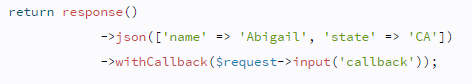 return response()
->json(['name' => 'Abigail', 'state' => 'CA'])
->withCallback($request->input('callback'));